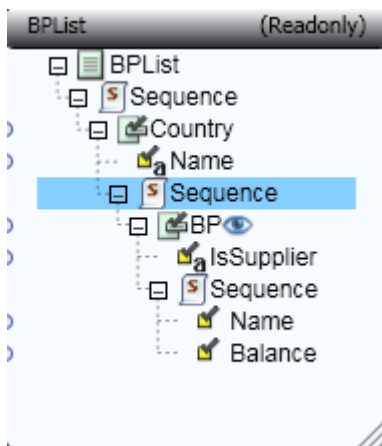 BPList (Readonly)
BPList
Sequence
Country
a Name
Sequence
BP
a IsSupplier
Sequence
Name
Balance